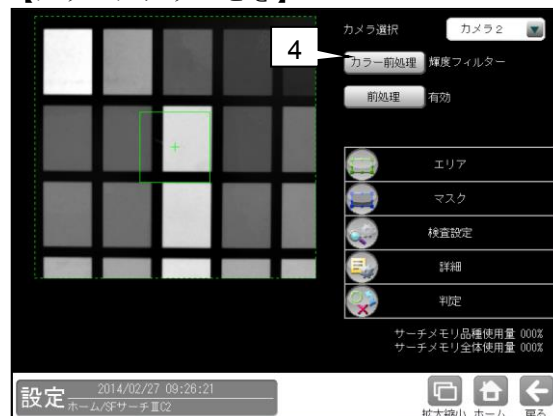 カメラ選択
カメラ2
4
カラー前処理
輝度フィルター
前処理
有効
エリア
マスク
検査設定
詳細
判定
サーチメモリ品種使用量 000%
サーチメモリ全体使用量 000%
設定
2014/02/27 09:26:21
ホーム/SFサーチⅢC2
拡大縮小 ホーム 戻る